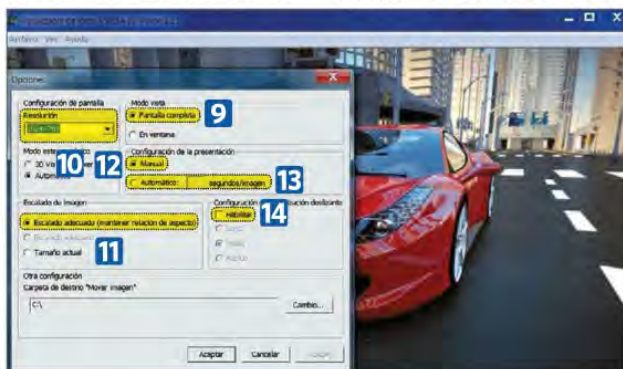 Archivo Ver Ayuda
Opciones
Configuración de pantalla
Resolución
Modo vista
Pantalla completa
9
En ventana
10
12
Configuración de la presentación
Manual
Automático:
segundos/imagen
13
Escalado de Imagen
Escalado adecuado (mantener relación de aspecto)
11
Tamaño actual
14
Habilitar
Otra configuración
Carpeta de destino "Mover imagen"
C:\
Cambio...
Aceptar
Cancelar